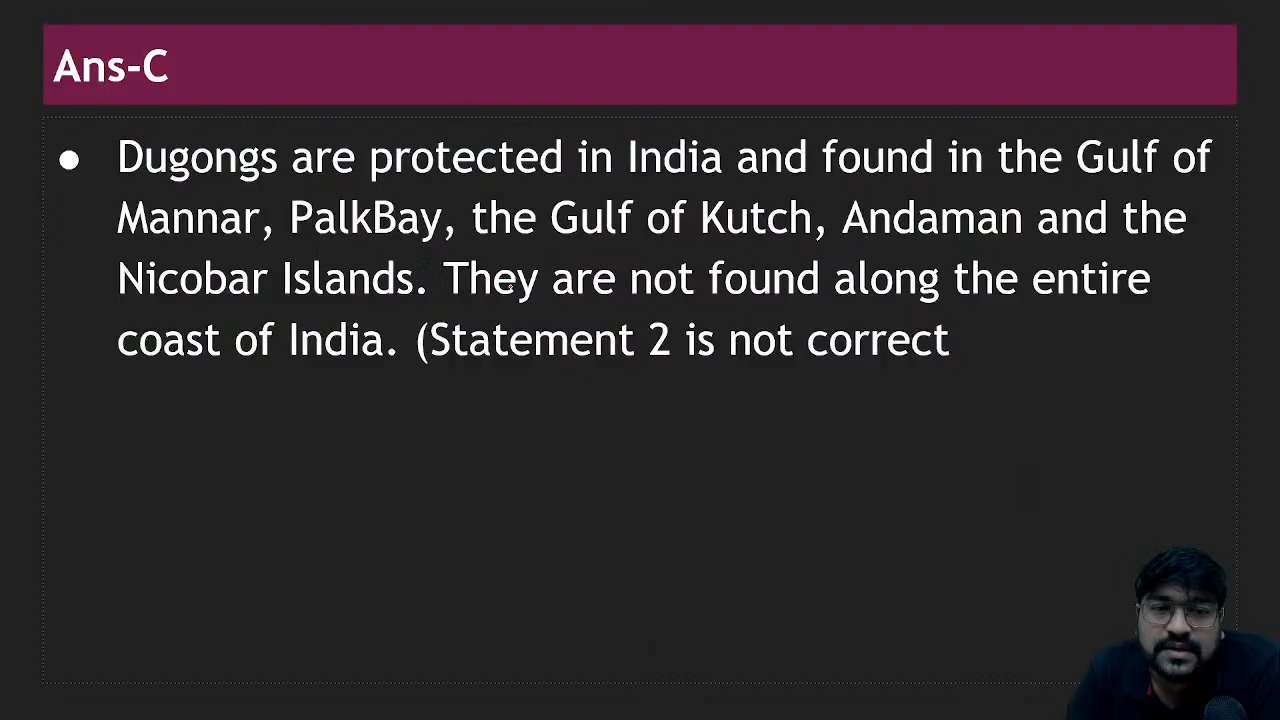 Ans-C
● Dugongs are protected in India and found in the Gulf of
Mannar, PalkBay, the Gulf of Kutch, Andaman and the
Nicobar Islands. They are not found along the entire
coast of India. (Statement 2 is not correct